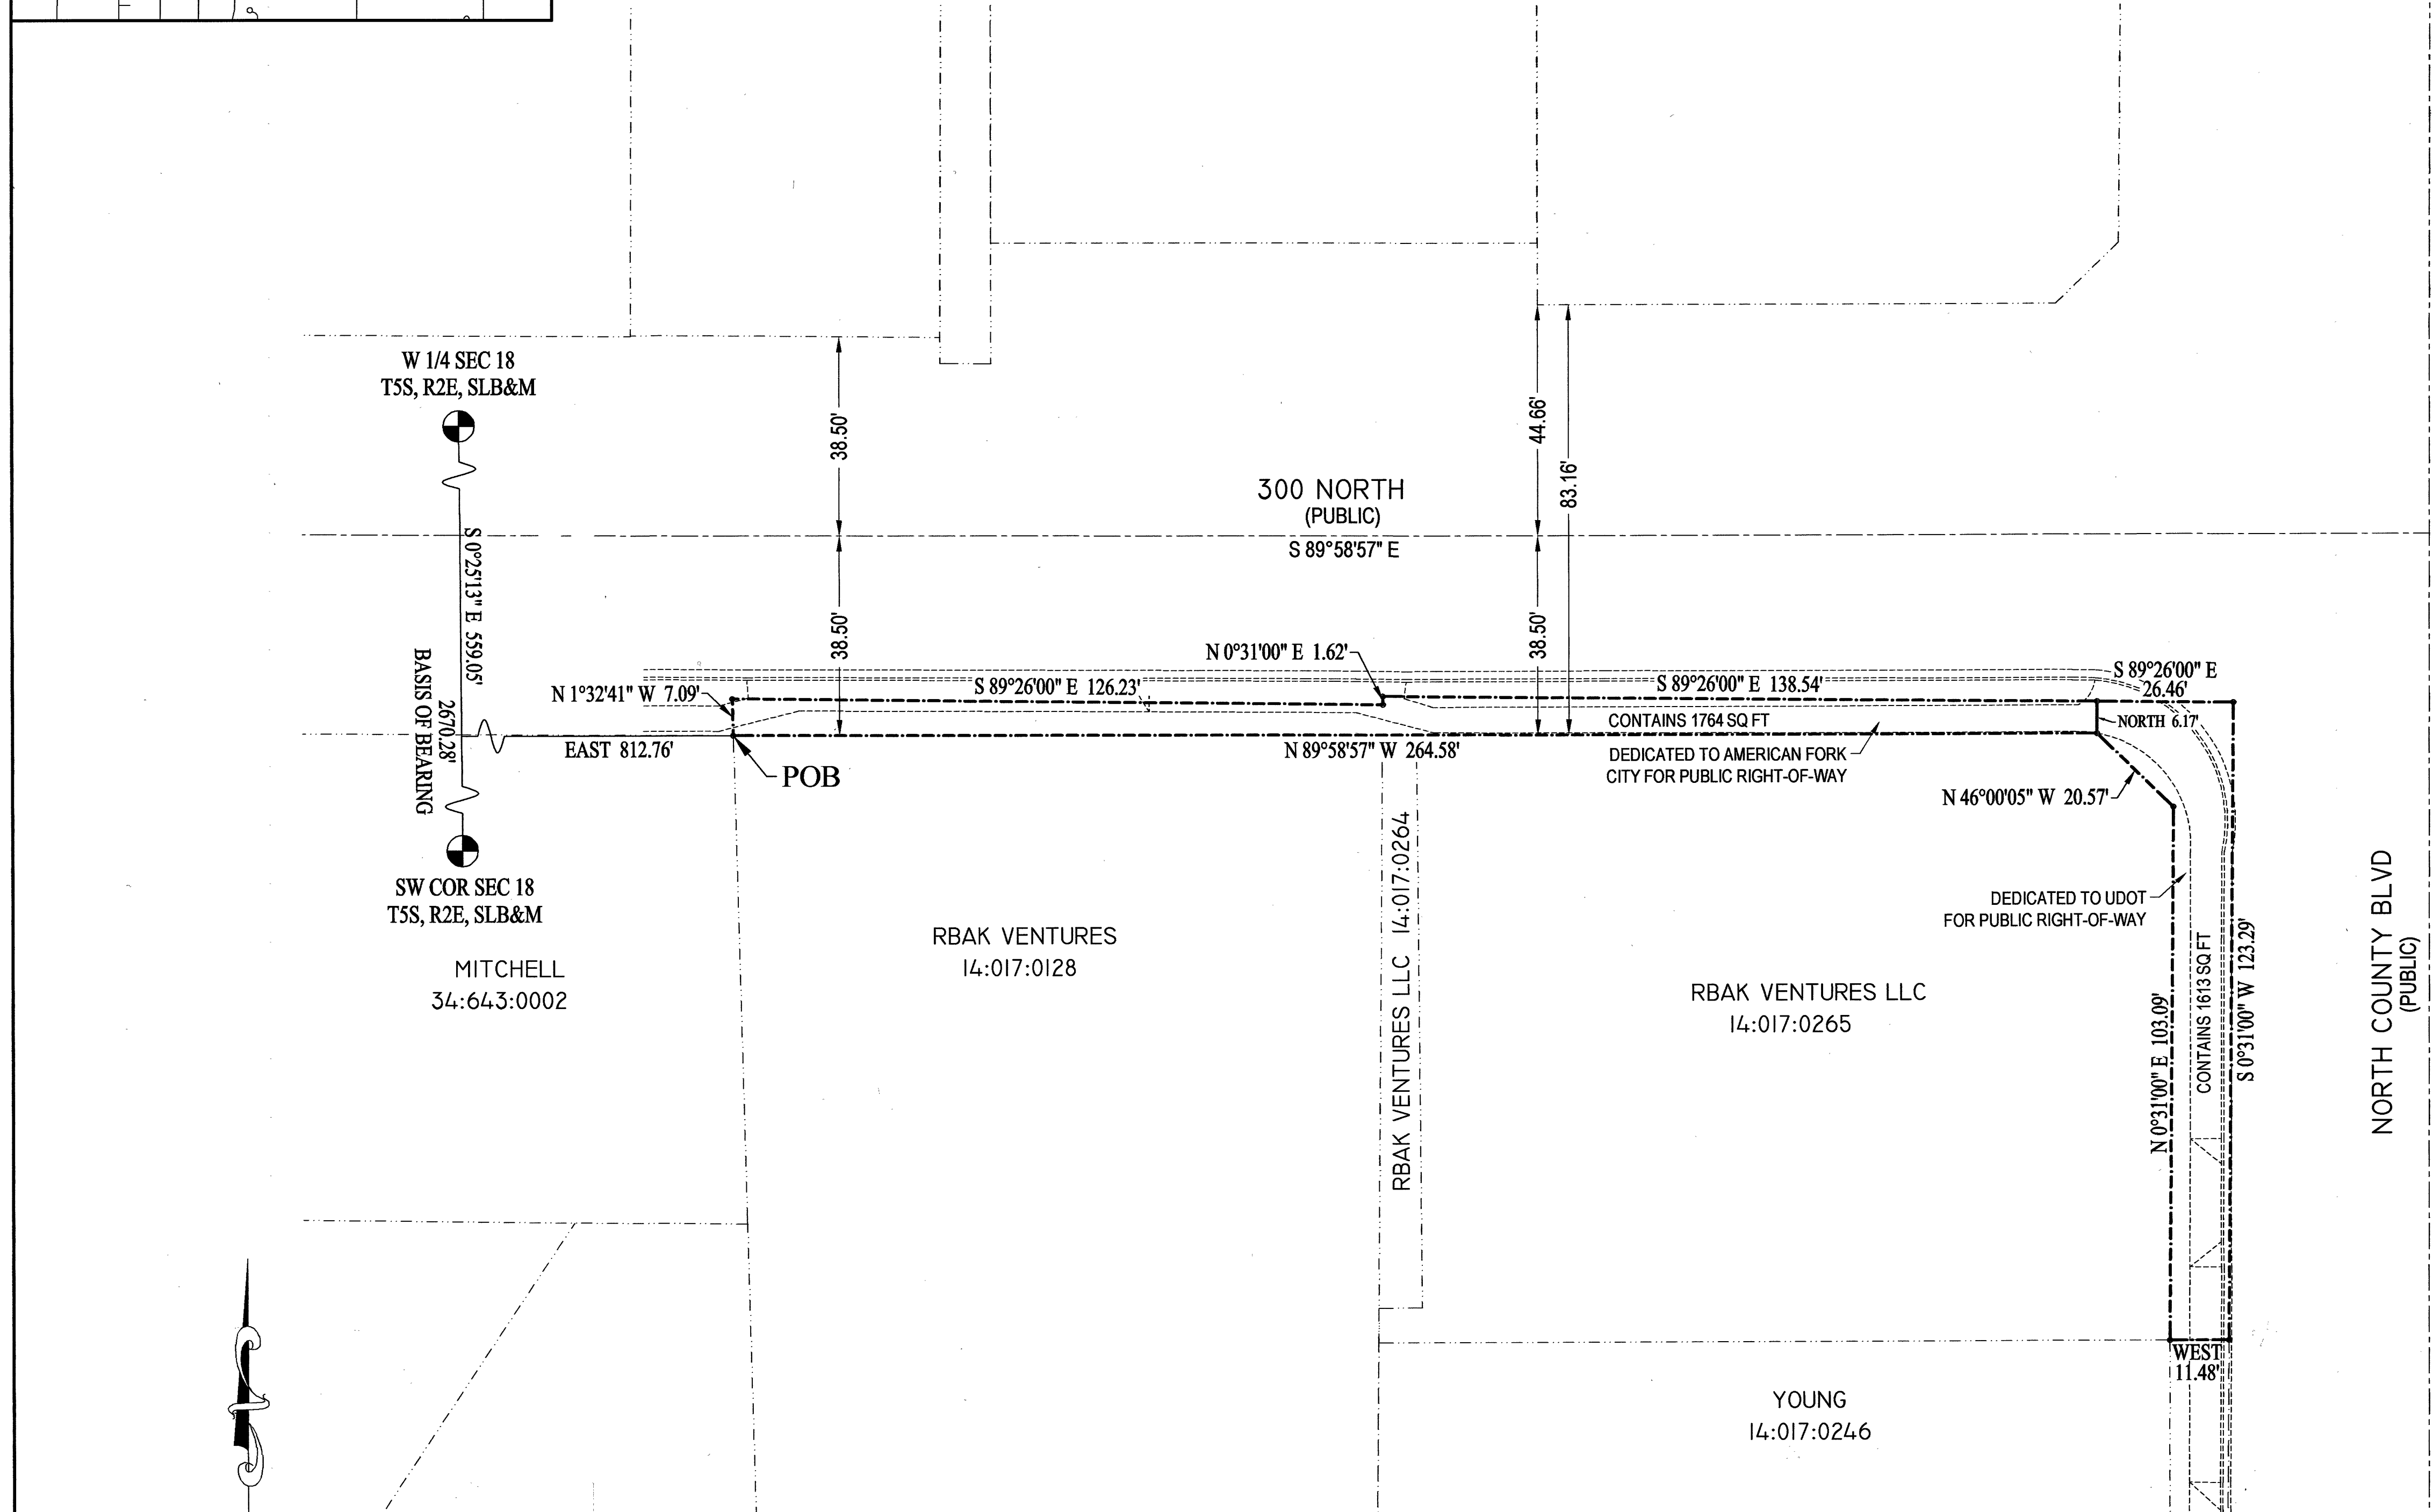 W 1/4 SEC 18
T5S, R2E, SLB&M
S 0°25'13" E 559.05'
2670.28'
BASIS OF BEARING
SW COR SEC 18
T5S, R2E, SLB&M
MITCHELL
34:643:0002
38.50'
38.50'
44.66'
83.16'
38.50'
300 NORTH
(PUBLIC)
S 89°58'57" E
N 1°32'41" W 7.09'
S 89°26'00" E 126.23'
N 0°31'00" E 1.62'
S 89°26'00" E 138.54'
S 89°26'00" E
26.46'
EAST 812.76'
POB
N 89°58'57" W 264.58'
CONTAINS 1764 SQ FT
DEDICATED TO AMERICAN FORK
CITY FOR PUBLIC RIGHT-OF-WAY
NORTH 6.17'
N 46°00'05" W 20.57'
DEDICATED TO UDOT
FOR PUBLIC RIGHT-OF-WAY
RBAK VENTURES
14:017:0128
RBAK VENTURES LLC 14:017:0264
RBAK VENTURES LLC
14:017:0265
N 0°31'00" E 103.09'
CONTAINS 1613 SQ FT
S 0°31'00" W 123.29'
NORTH COUNTY BLVD
(PUBLIC)
WEST
11.48'
YOUNG
14:017:0246